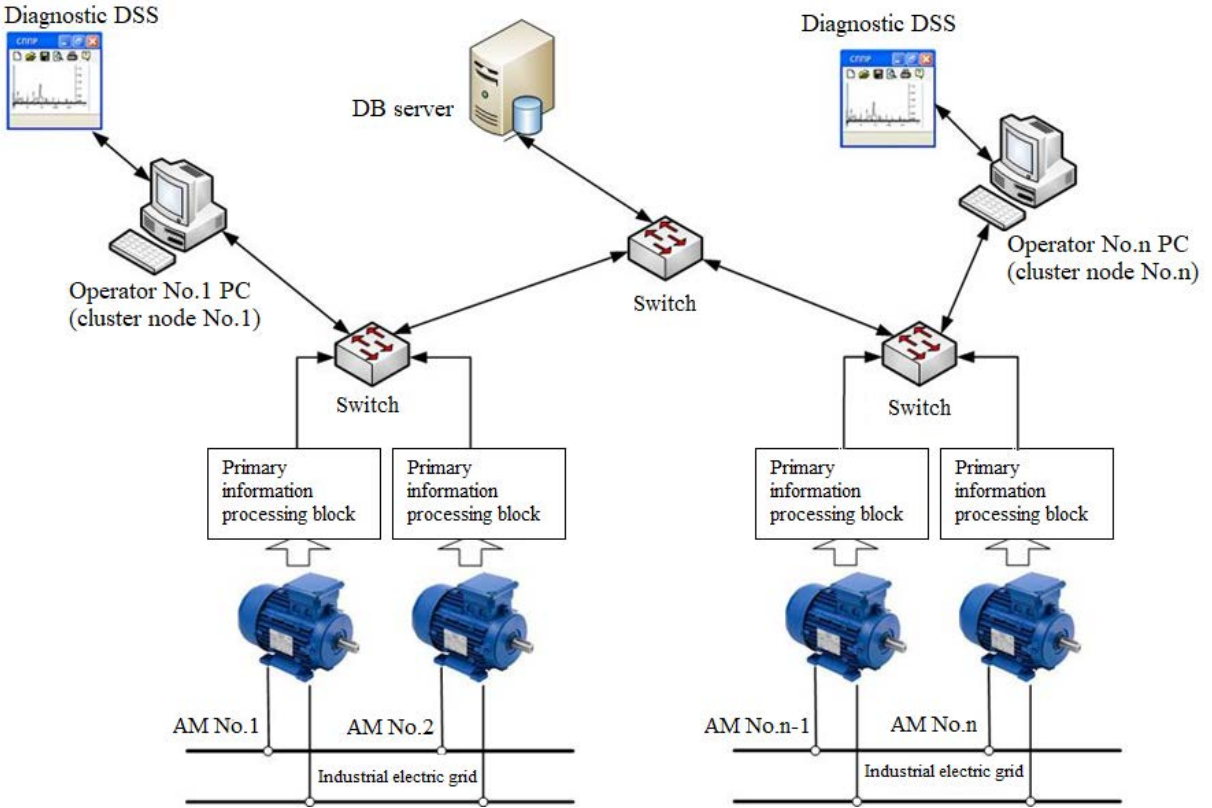 Diagnostic DSS
СППР
DB server
Diagnostic DSS
СППР
Operator No.1 PC
(cluster node No.1)
Operator No.n PC
(cluster node No.n)
Switch
Switch
Switch
Primary
information
processing block
Primary
information
processing block
Primary
information
processing block
Primary
information
processing block
AM No.1
AM No.2
AM No.n-1
AM No.n
Industrial electric grid
Industrial electric grid